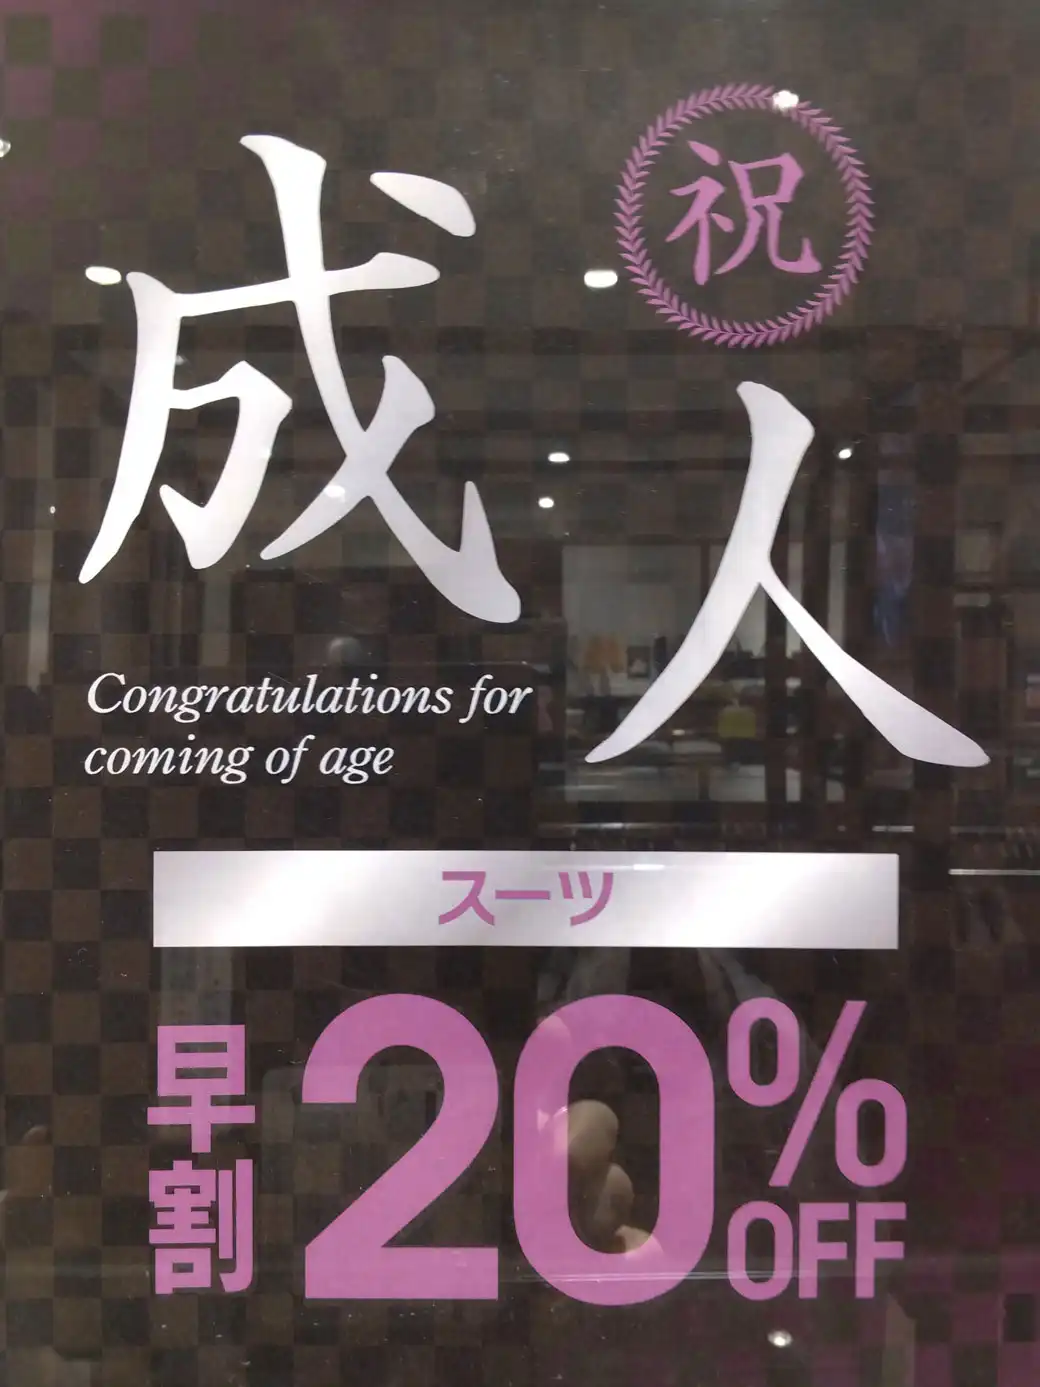 祝
成人
Congratulations for
coming of age
スーツ
早割 20%OFF